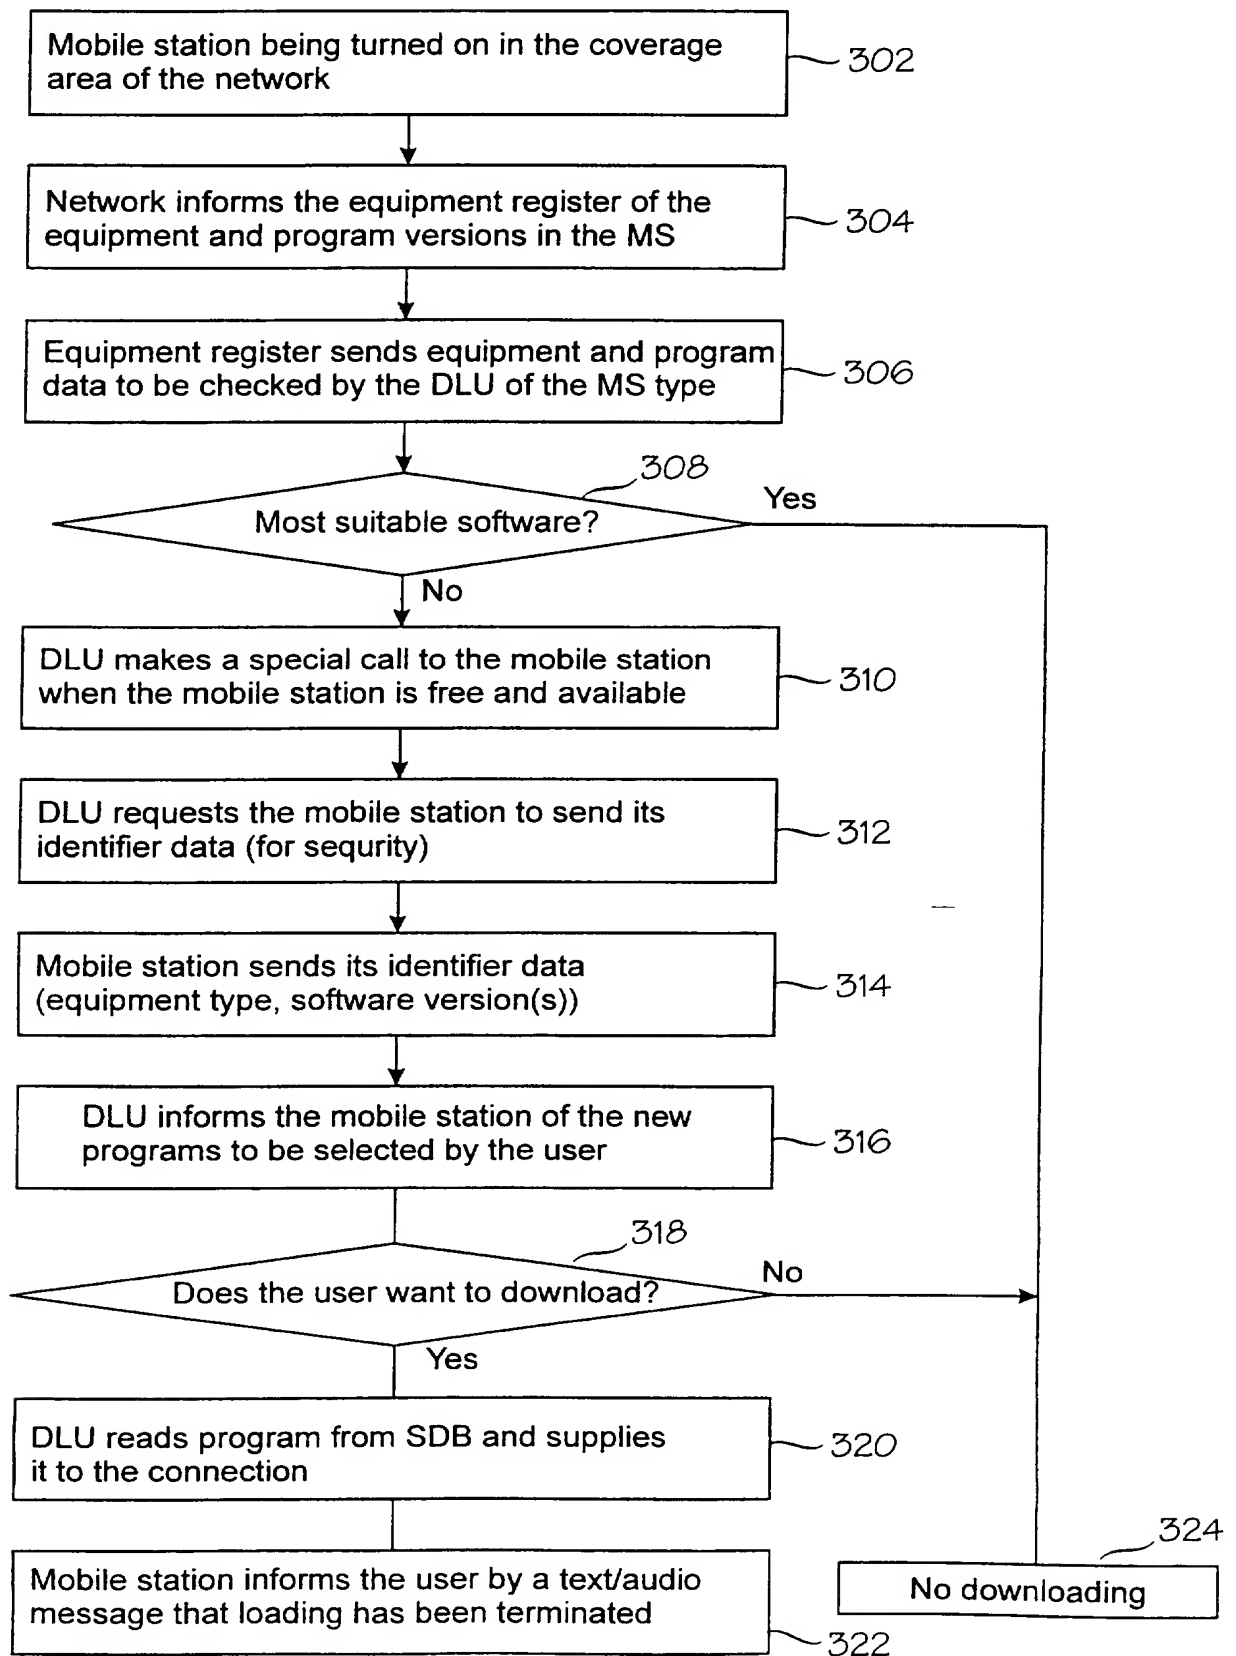 Mobile station being turned on in the coverage
area of the network
302
Network informs the equipment register of the
equipment and program versions in the MS
304
Equipment register sends equipment and program
data to be checked by the DLU of the MS type
306
308
Most suitable software?
Yes
No
DLU makes a special call to the mobile station
when the mobile station is free and available
310
DLU requests the mobile station to send its
identifier data (for sequrity)
312
Mobile station sends its identifier data
(equipment type, software version(s))
314
DLU informs the mobile station of the new
programs to be selected by the user
316
318
Does the user want to download?
No
Yes
DLU reads program from SDB and supplies
it to the connection
320
Mobile station informs the user by a text/audio
message that loading has been terminated
322
324
No downloading